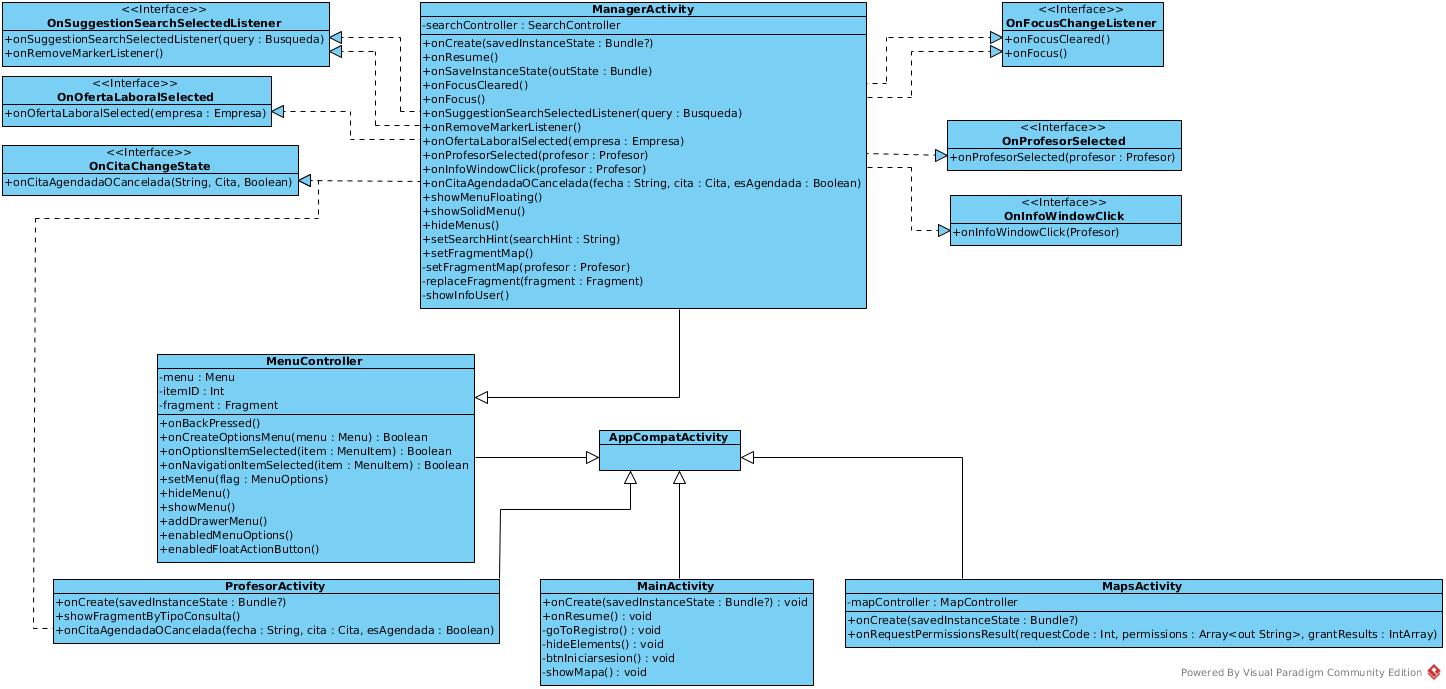 <<Interface>>
OnSuggestionSearchSelectedListener
+onSuggestionSearchSelectedListener(query : Busqueda)
+onRemoveMarkerListener()
<<Interface>>
OnOfertaLaboralSelected
+onOfertaLaboralSelected(empresa : Empresa)
<<Interface>>
OnCitaChangeState
+onCitaAgendadaOCancelada(String, Cita, Boolean)
ManagerActivity
-searchController : SearchController
+onCreate(savedInstanceState : Bundle?)
+onResume()
+onSaveInstanceState(outState : Bundle)
+onFocusCleared()
+onFocus()
+onSuggestionSearchSelectedListener(query : Busqueda)
+onRemoveMarkerListener()
+onOfertaLaboralSelected(empresa : Empresa)
+onProfesorSelected(profesor : Profesor)
+onInfoWindowClick(profesor : Profesor)
+onCitaAgendadaOCancelada(fecha : String, cita : Cita, esAgendada : Boolean)
+showMenuFloating()
+showSolidMenu()
+hideMenus()
+setSearchHint(searchHint : String)
+setFragmentMap()
-setFragmentMap(profesor : Profesor)
-replaceFragment(fragment : Fragment)
-showInfoUser()
<<Interface>>
OnFocusChangeListener
+onFocusCleared()
+onFocus()
<<Interface>>
OnProfesorSelected
+onProfesorSelected(profesor : Profesor)
<<Interface>>
OnInfoWindowClick
+onInfoWindowClick(Profesor)
MenuController
-menu : Menu
-itemID : Int
-fragment : Fragment
+onBackPressed()
+onCreateOptionsMenu(menu : Menu) : Boolean
+onOptionsItemSelected(item : MenuItem) : Boolean
+onNavigationItemSelected(item : MenuItem) : Boolean
+setMenu(flag : MenuOptions)
+hideMenu()
+showMenu()
+addDrawerMenu()
+enabledMenuOptions()
+enabledFloatActionButton()
AppCompatActivity
ProfesorActivity
+onCreate(savedInstanceState : Bundle?)
+showFragmentByTipoConsulta()
+onCitaAgendadaOCancelada(fecha : String, cita : Cita, esAgendada : Boolean)
MainActivity
+onCreate(savedInstanceState : Bundle?) : void
+onResume() : void
-goToRegistro() : void
-hideElements() : void
-btnIniciarsesion() : void
-showMapa() : void
MapsActivity
-mapController : MapController
+onCreate(savedInstanceState : Bundle?)
+onRequestPermissionsResult(requestCode : Int, permissions : Array<out String>, grantResults : IntArray)
Powered By Visual Paradigm Community Edition